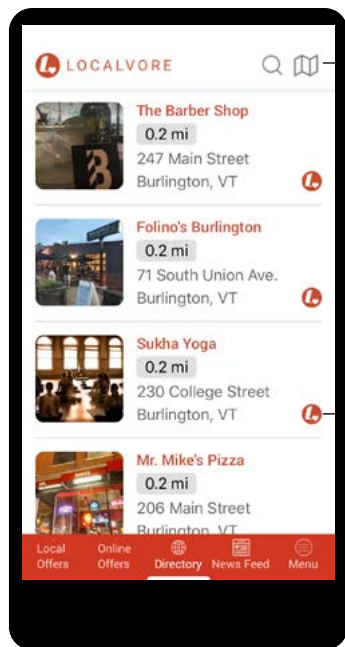 LOCALVORE
The Barber Shop
0.2 mi
247 Main Street
Burlington, VT
Folino's Burlington
0.2 mi
71 South Union Ave.
Burlington, VT
Sukha Yoga
0.2 mi
230 College Street
Burlington, VT
Mr. Mike's Pizza
0.2 mi
206 Main Street
Burlington, VT
Local Offers
Online Offers
Directory
News Feed
Menu